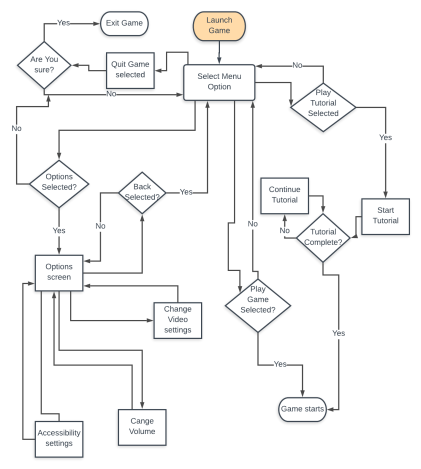 Yes
Exit Game
Launch
Game
Are You
sure?
Quit Game
selected
Select Menu
Option
No
Play
Tutorial
Selected
No
No
Yes
Options
Selected?
Back
Selected?
Yes
Continue
Tutorial
Start
Tutorial
Yes
No
No
No
Tutorial
Complete?
Options
screen
Play
Game
Selected?
Change
Video
settings
Yes
Yes
Game starts
Accessibility
settings
Cange
Volume